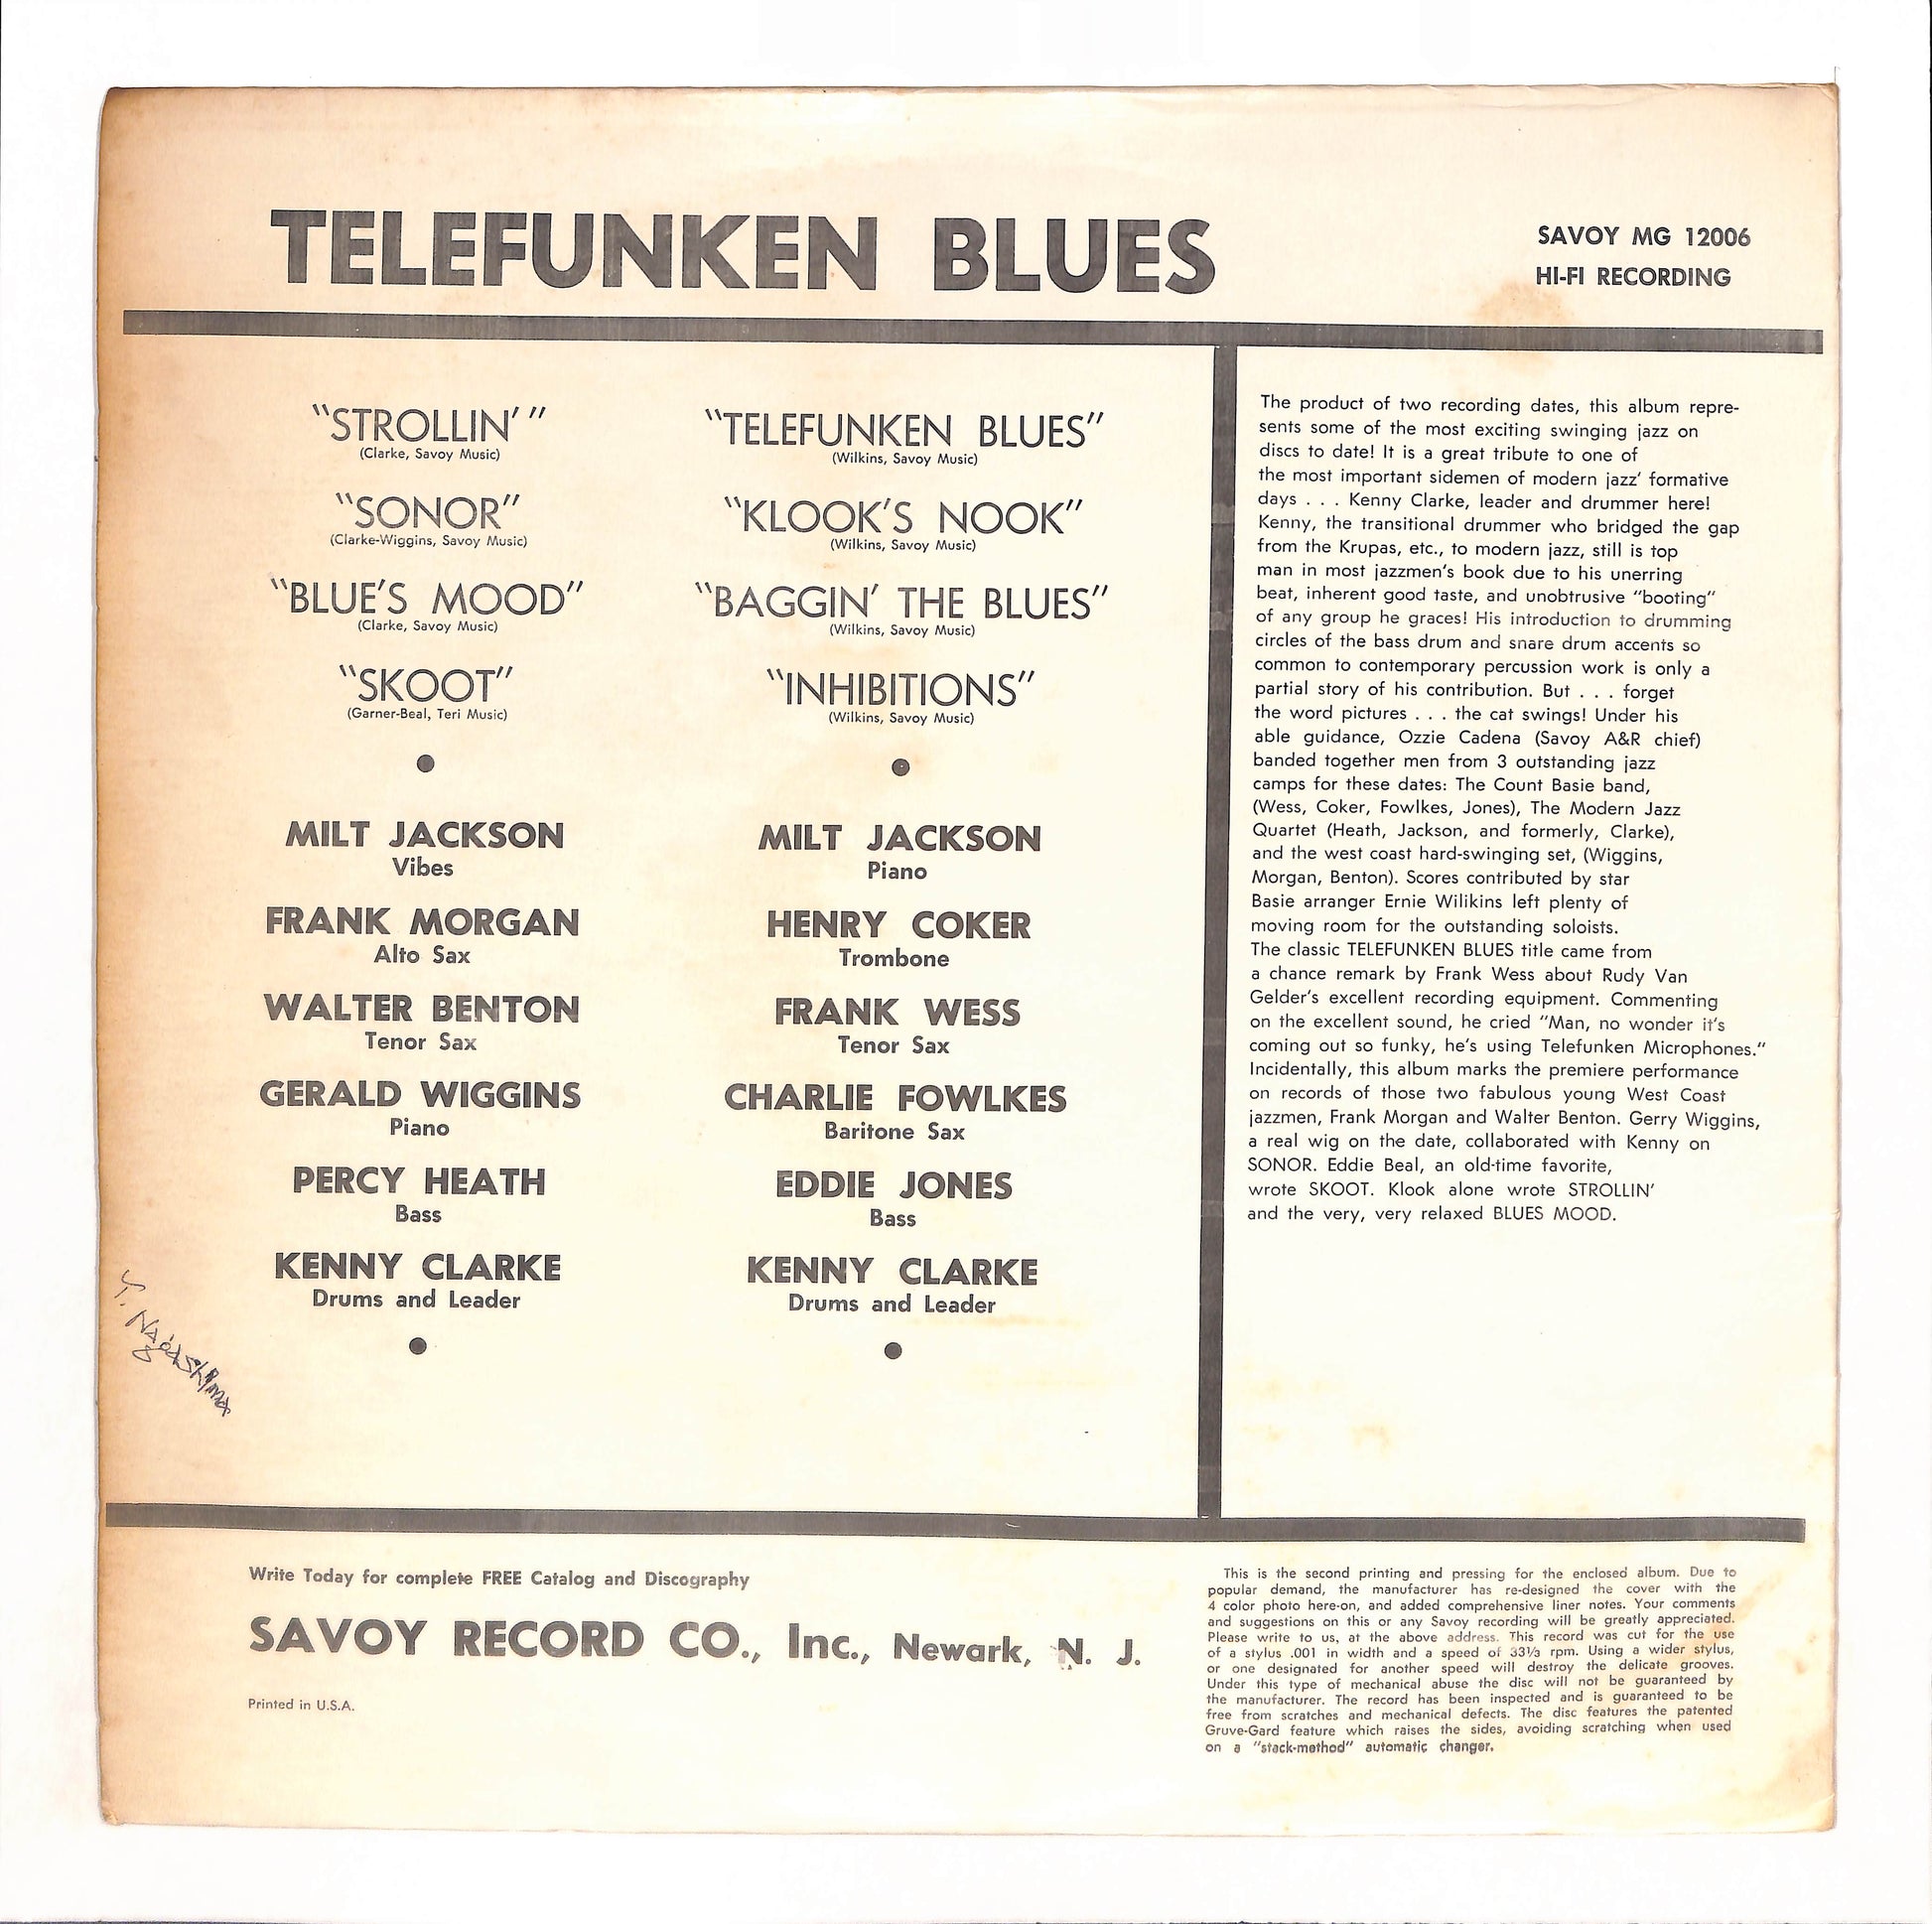 TELEFUNKEN BLUES
SAVOY MG 12006
HI-FI RECORDING
"STROLLIN' "
(Clarke, Savoy Music)
"SONOR"
(Clarke-Wiggins, Savoy Music)
"BLUE'S MOOD"
(Clarke, Savoy Music)
"SKOOT"
(Garner-Beal, Teri Music)
MILT JACKSON
Vibes
FRANK MORGAN
Alto Sax
WALTER BENTON
Tenor Sax
GERALD WIGGINS
Piano
PERCY HEATH
Bass
KENNY CLARKE
Drums and Leader
"TELEFUNKEN BLUES"
(Wilkins, Savoy Music)
"KLOOK'S NOOK"
(Wilkins, Savoy Music)
"BAGGIN' THE BLUES"
(Wilkins, Savoy Music)
"INHIBITIONS"
(Wilkins, Savoy Music)
MILT JACKSON
Piano
HENRY COKER
Trombone
FRANK WESS
Tenor Sax
CHARLIE FOWLKES
Baritone Sax
EDDIE JONES
Bass
KENNY CLARKE
Drums and Leader
The product of two recording dates, this album repre-
sents some of the most exciting swinging jazz on
discs to date! It is a great tribute to one of
the most important sidemen of modern jazz' formative
days . . . Kenny Clarke, leader and drummer here!
Kenny, the transitional drummer who bridged the gap
from the Krupas, etc., to modern jazz, still is top
man in most jazzmen's book due to his unerring
beat, inherent good taste, and unobtrusive "booting"
of any group he graces! His introduction to drumming
circles of the bass drum and snare drum accents so
common to contemporary percussion work is only a
partial story of his contribution. But . . . forget
the word pictures . . . the cat swings! Under his
able guidance, Ozzie Cadena (Savoy A&R chief)
banded together men from 3 outstanding jazz
camps for these dates: The Count Basie band,
(Wess, Coker, Fowlkes, Jones), The Modern Jazz
Quartet (Heath, Jackson, and formerly, Clarke),
and the west coast hard-swinging set, (Wiggins,
Morgan, Benton). Scores contributed by star
Basie arranger Ernie Wilikins left plenty of
moving room for the outstanding soloists.
The classic TELEFUNKEN BLUES title came from
a chance remark by Frank Wess about Rudy Van
Gelder's excellent recording equipment. Commenting
on the excellent sound, he cried "Man, no wonder it's
coming out so funky, he's using Telefunken Microphones."
Incidentally, this album marks the premiere performance
on records of those two fabulous young West Coast
jazzmen, Frank Morgan and Walter Benton. Gerry Wiggins,
a real wig on the date, collaborated with Kenny on
SONOR. Eddie Beal, an old-time favorite,
wrote SKOOT. Klook alone wrote STROLLIN'
and the very, very relaxed BLUES MOOD.
Y. Nagashima
Write Today for complete FREE Catalog and Discography
SAVOY RECORD CO., Inc., Newark, N. J.
Printed in U.S.A.
This is the second printing and pressing for the enclosed album. Due to
popular demand, the manufacturer has re-designed the cover with the
4 color photo here-on, and added comprehensive liner notes. Your comments
and suggestions on this or any Savoy recording will be greatly appreciated.
Please write to us, at the above address. This record was cut for the use
of a stylus .001 in width and a speed of 33⅓ rpm. Using a wider stylus,
or one designated for another speed will destroy the delicate grooves.
Under this type of mechanical abuse the disc will not be guaranteed by
the manufacturer. The record has been inspected and is guaranteed to be
free from scratches and mechanical defects. The disc features the patented
Gruve-Gard feature which raises the sides, avoiding scratching when used
on a "stack-method" automatic changer.